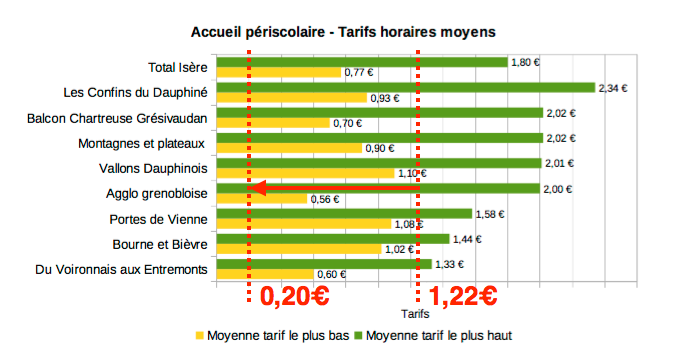 Accueil périscolaire - Tarifs horaires moyens
Total Isère
1,80 €
0,77 €
Les Confins du Dauphiné
2,34 €
0,93 €
Balcon Chartreuse Grésivaudan
2,02 €
0,70 €
Montagnes et plateaux
2,02 €
0,90 €
Vallons Dauphinois
2,01 €
1,10 €
Agglo grenobloise
2,00 €
0,56 €
Portes de Vienne
1,58 €
1,08 €
Bourne et Bièvre
1,44 €
1,02 €
Du Voironnais aux Entremonts
1,33 €
0,60 €
0,20€ 1,22€
Tarifs
Moyenne tarif le plus bas Moyenne tarif le plus haut